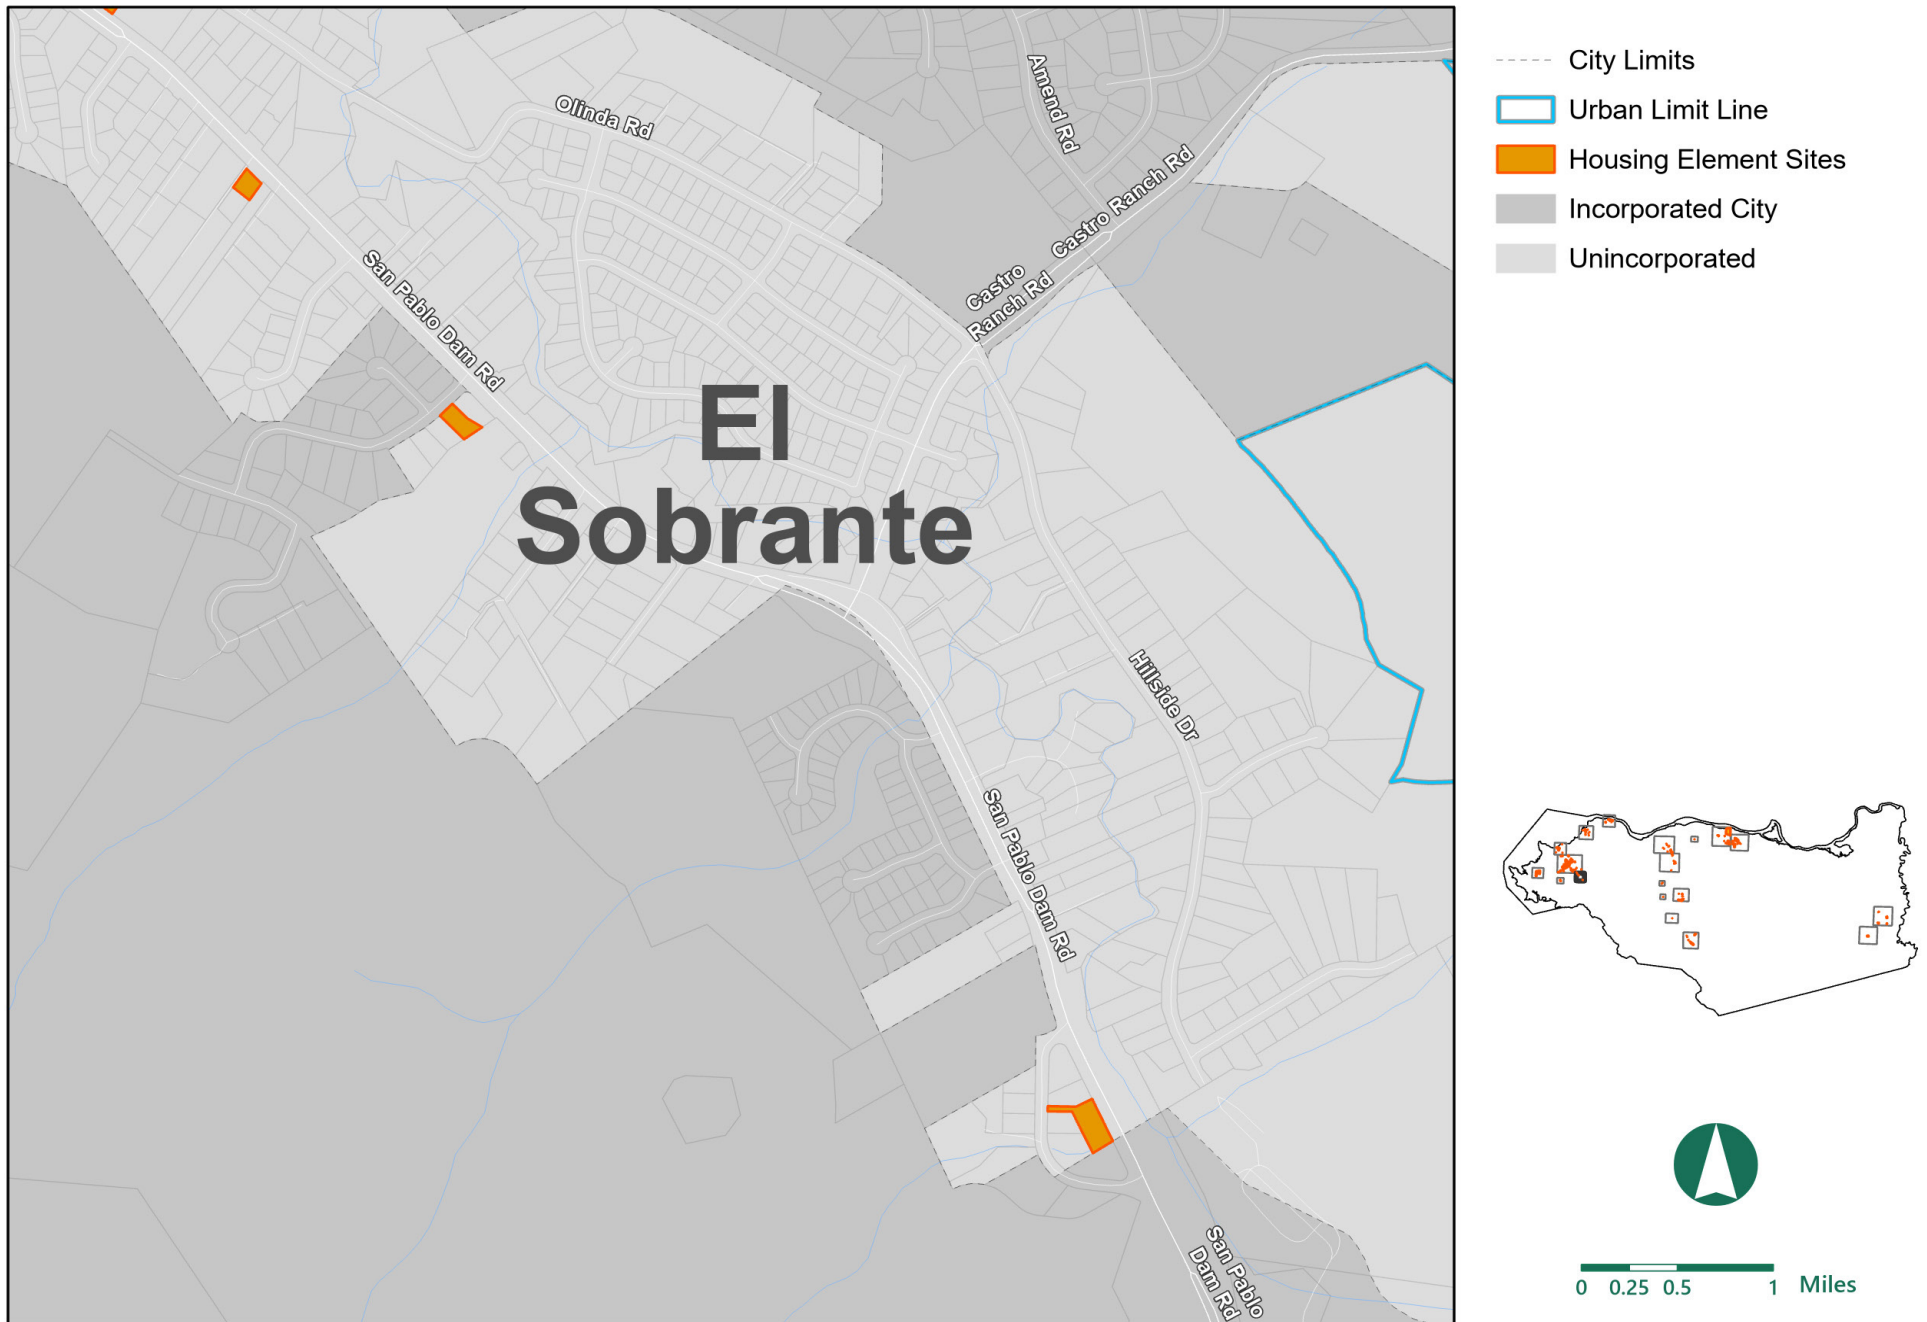 Olinda Rd
Amend Rd
Castro Ranch Rd
Castro
Ranch Rd
San Pablo Dam Rd
El
Sobrante
Hillside Dr
San Pablo Dam Rd
San Pablo
Dam Rd
City Limits
Urban Limit Line
Housing Element Sites
Incorporated City
Unincorporated
0 0.25 0.5 1 Miles